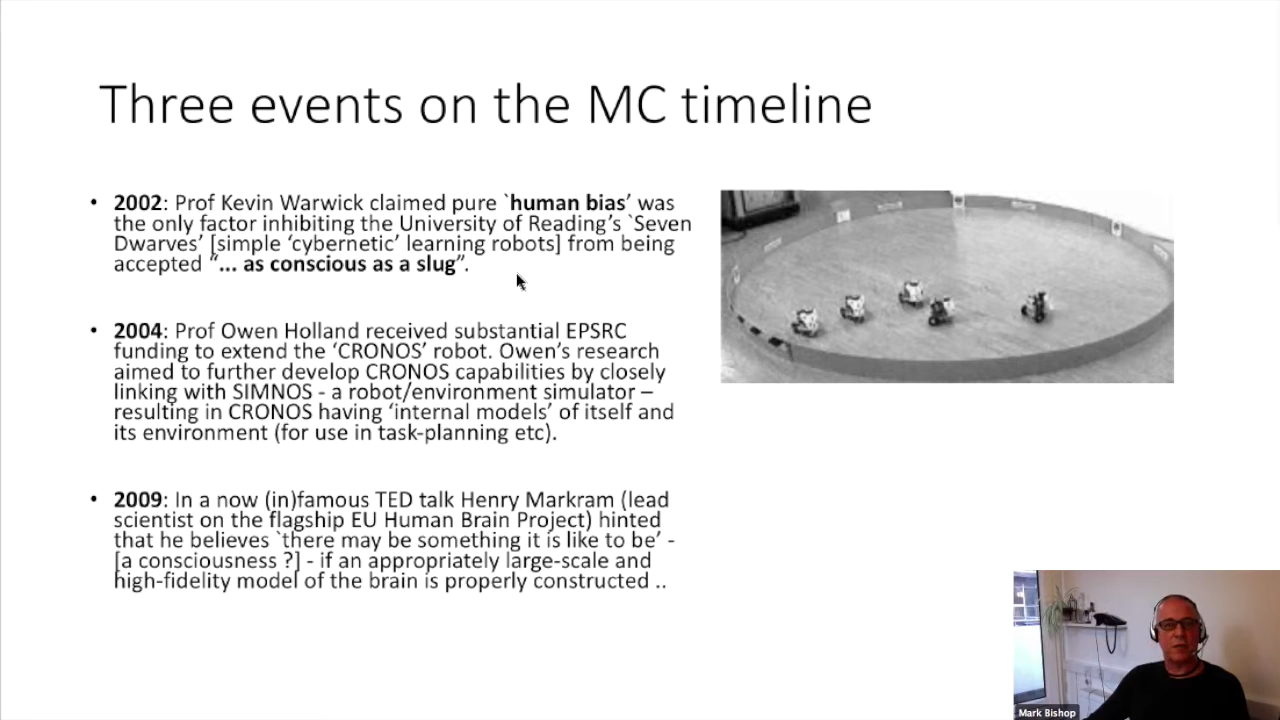 Three events on the MC timeline
• 2002: Prof Kevin Warwick claimed pure `human bias’ was
the only factor inhibiting the University of Reading’s `Seven
Dwarves’ [simple ‘cybernetic’ learning robots] from being
accepted “... as conscious as a slug”.
• 2004: Prof Owen Holland received substantial EPSRC
funding to extend the ‘CRONOS’ robot. Owen’s research
aimed to further develop CRONOS capabilities by closely
linking with SIMNOS - a robot/environment simulator –
resulting in CRONOS having ‘internal models’ of itself and
its environment (for use in task-planning etc).
• 2009: In a now (in)famous TED talk Henry Markram (lead
scientist on the flagship EU Human Brain Project) hinted
that he believes `there may be something it is like to be’ -
[a consciousness ?] - if an appropriately large-scale and
high-fidelity model of the brain is properly constructed ..
Mark Bishop